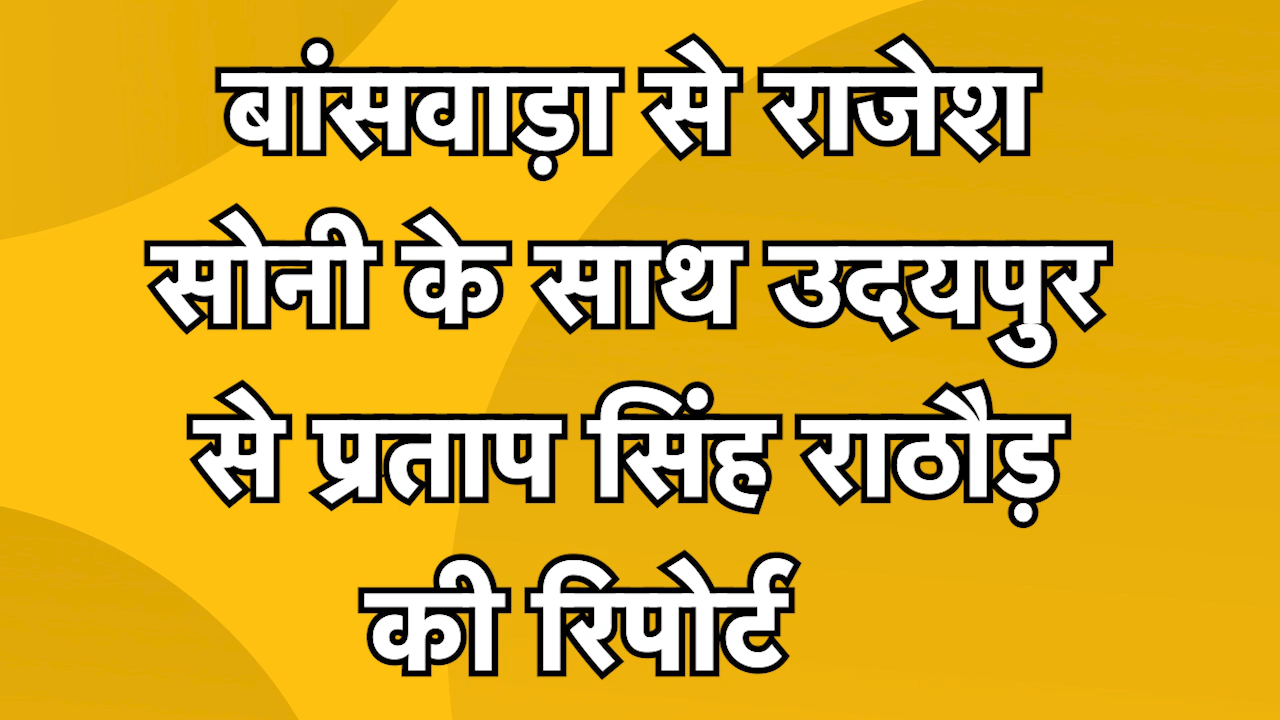 बांसवाड़ा से राजेश
सोनी के साथ उदयपुर
से प्रताप सिंह राठौड़
की रिपोर्ट